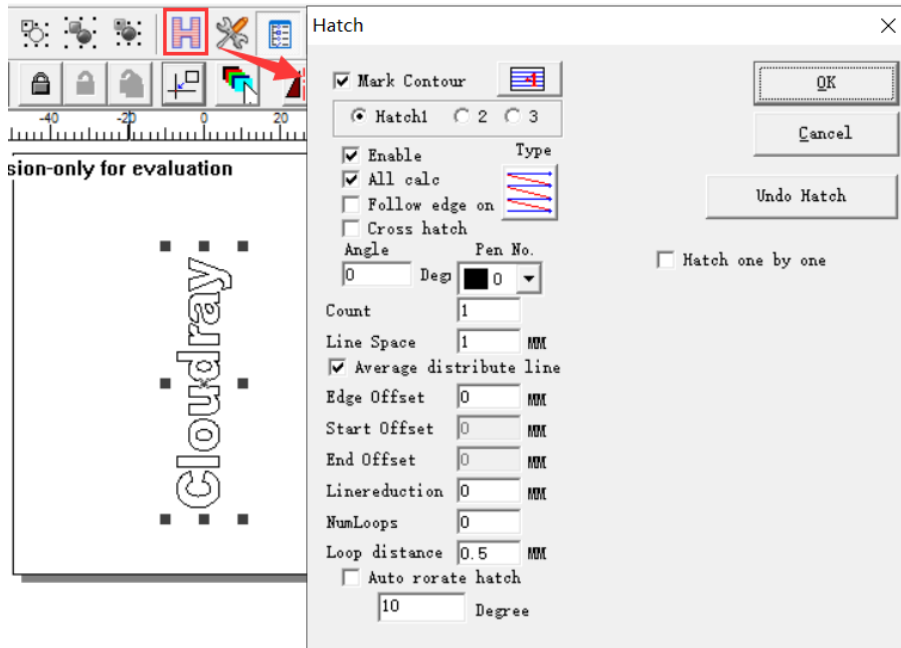 Hatch
H
-40 -20 0 20
sion-only for evaluation
Cloudray
Mark Contour
Hatch1 2 3
Enable
Type
All calc
Follow edge on
Cross hatch
Angle Pen No.
0 Deg 0
Count 1
Line Space 1 MM
Average distribute line
Edge Offset 0 MM
Start Offset 0 MM
End Offset 0 MM
Linereduction 0 MM
NumLoops 0
Loop distance 0.5 MM
Auto rorate hatch
10 Degree
OK
Cancel
Undo Hatch
Hatch one by one